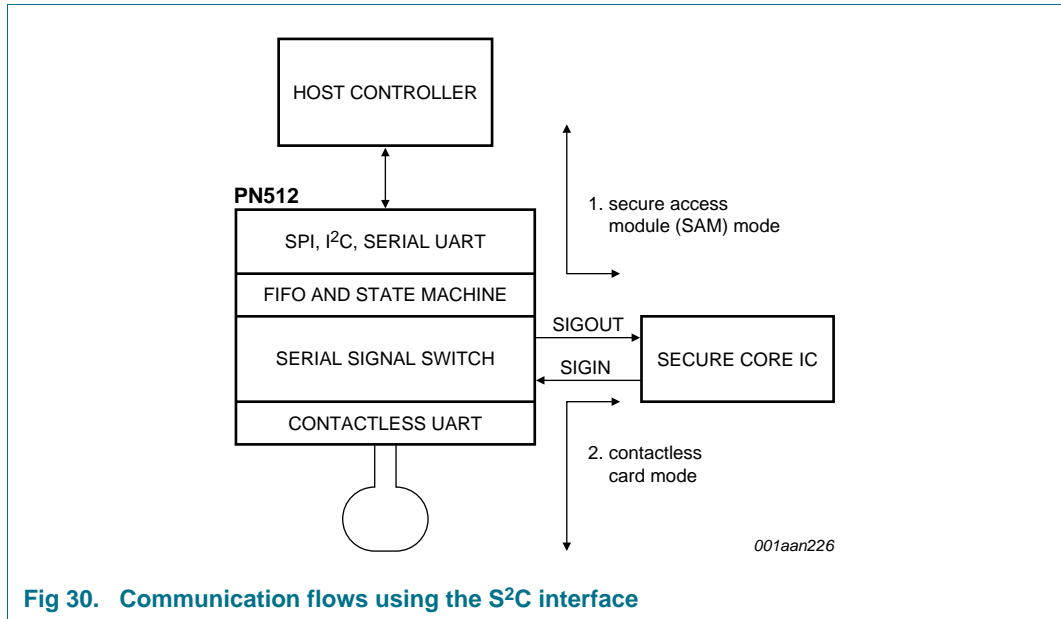 HOST CONTROLLER
PN512
SPI, I²C, SERIAL UART
FIFO AND STATE MACHINE
SERIAL SIGNAL SWITCH
CONTACTLESS UART
1. secure access
module (SAM) mode
SIGOUT
SIGIN
SECURE CORE IC
2. contactless
card mode
001aan226
Fig 30. Communication flows using the S²C interface